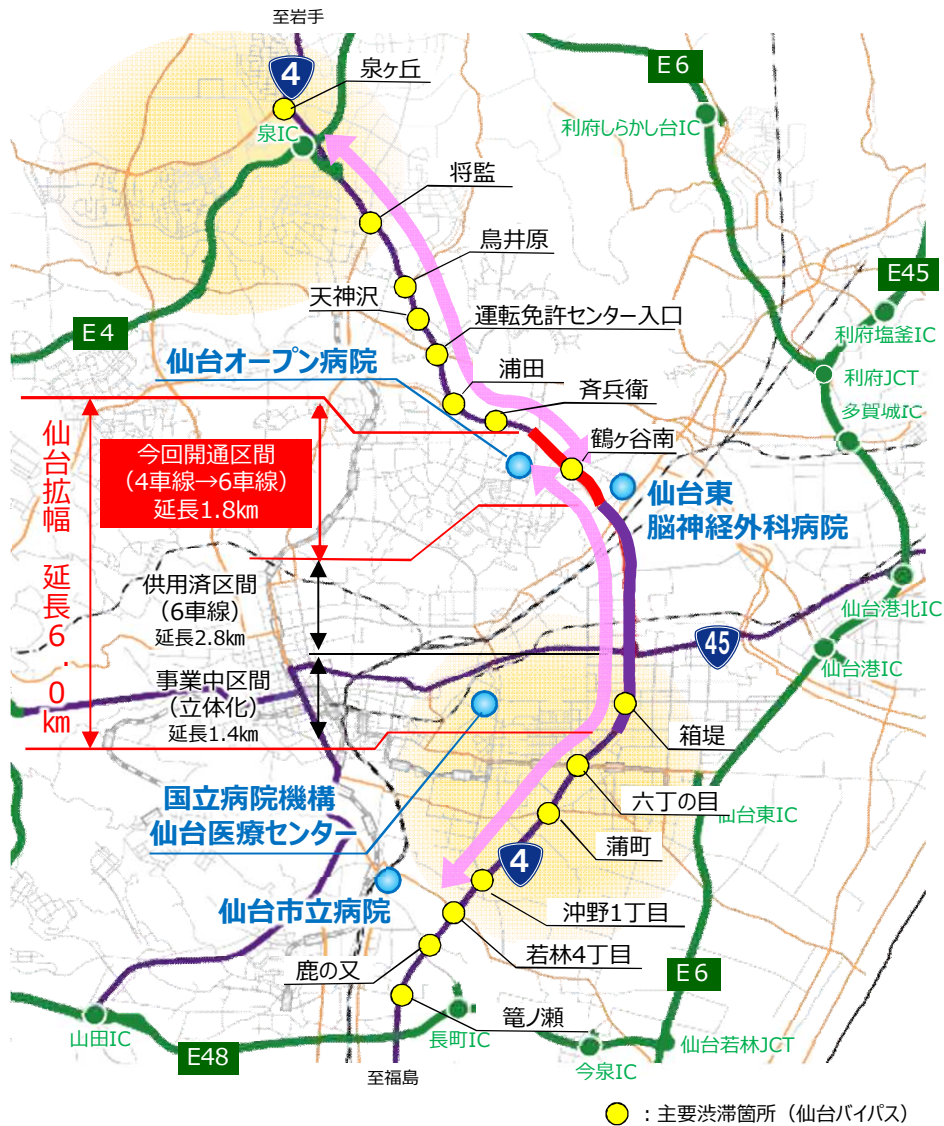 至岩手
4
泉ヶ丘
E6
泉IC
利府しらかし台IC
将監
鳥井原
E45
天神沢
運転免許センター入口
E4
利府塩釜IC
仙台オープン病院
浦田
利府JCT
斉兵衛
多賀城IC
仙台拡幅 延長6.0km
今回開通区間
(4車線→6車線)
延長1.8km
鶴ヶ谷南
仙台東
脳神経外科病院
供用済区間
(6車線)
延長2.8km
仙台港北IC
45
仙台港IC
事業中区間
(立体化)
延長1.4km
箱堤
国立病院機構
仙台医療センター
六丁の目
仙台東IC
蒲町
4
仙台市立病院
沖野1丁目
若林4丁目
鹿の又
E6
篭ノ瀬
山田IC
長町IC
仙台若林JCT
E48
今泉IC
至福島
:主要渋滞箇所(仙台バイパス)